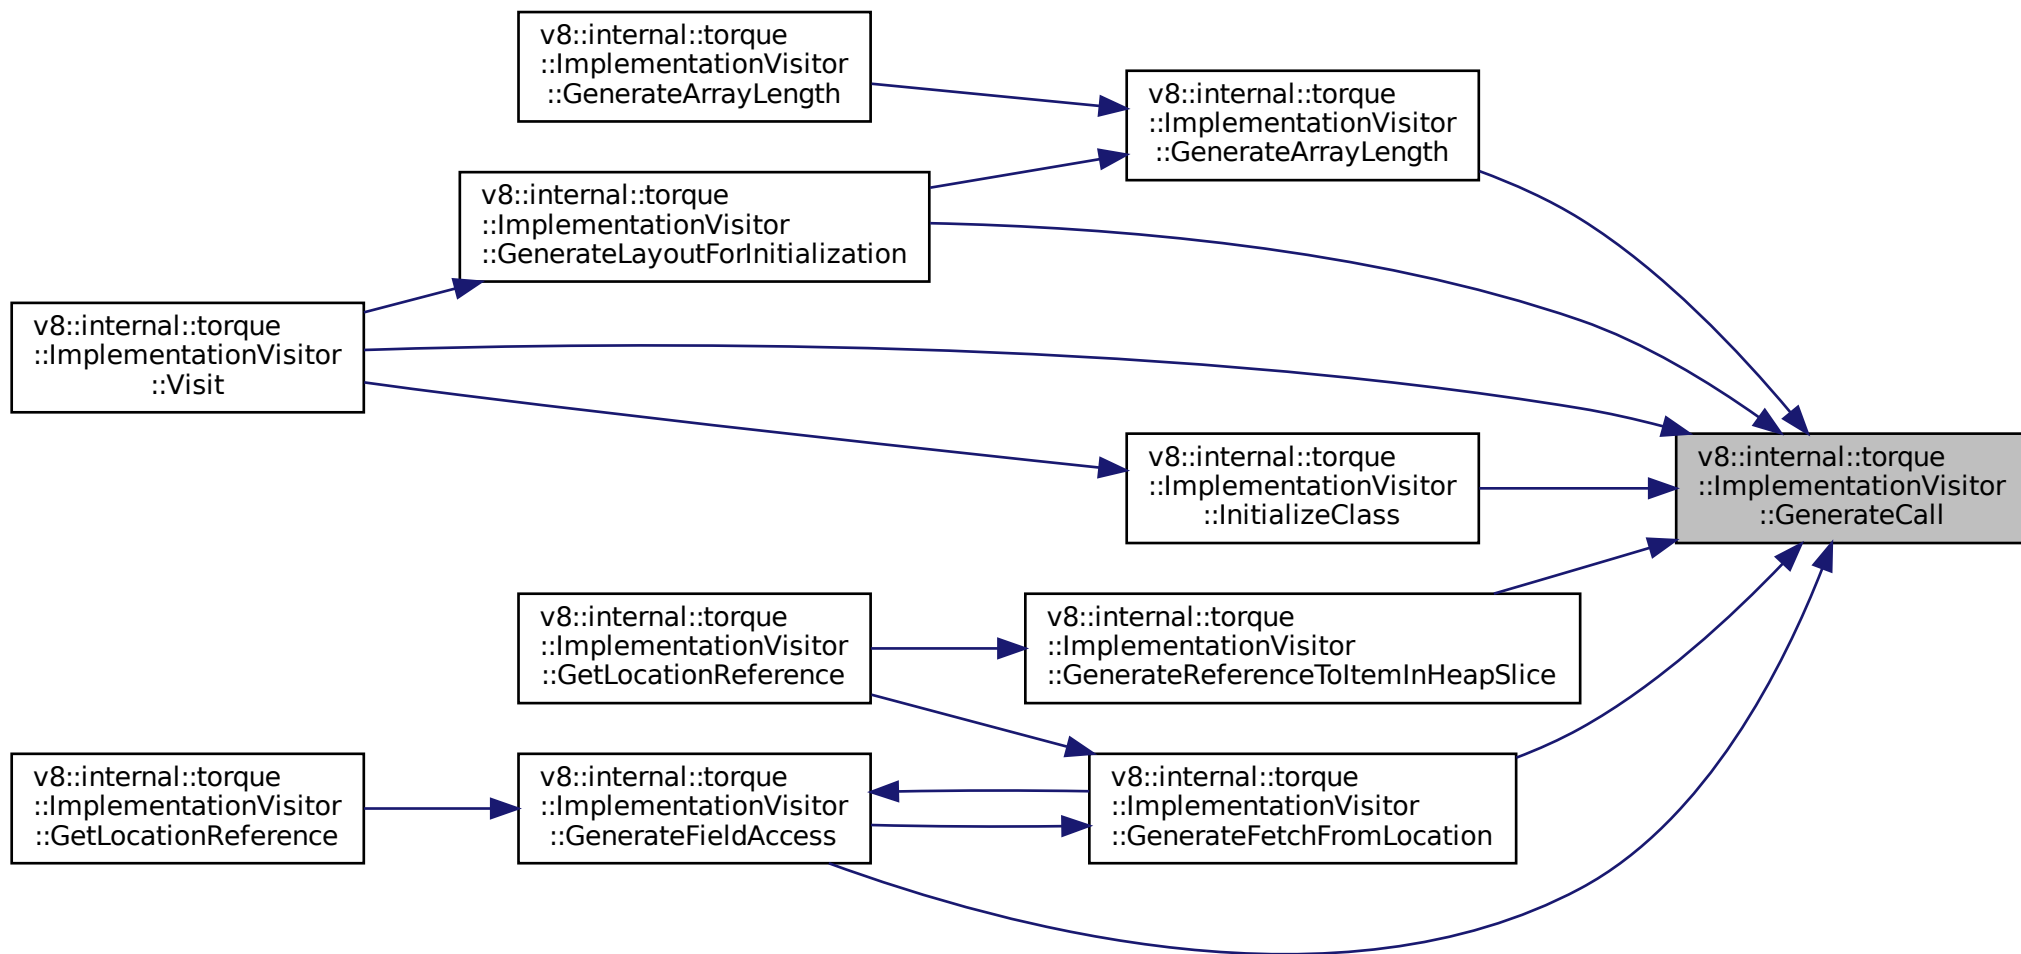 v8::internal::torque
::ImplementationVisitor
::GenerateArrayLength
v8::internal::torque
::ImplementationVisitor
::GenerateArrayLength
v8::internal::torque
::ImplementationVisitor
::GenerateLayoutForInitialization
v8::internal::torque
::ImplementationVisitor
::Visit
v8::internal::torque
::ImplementationVisitor
::InitializeClass
v8::internal::torque
::ImplementationVisitor
::GenerateCall
v8::internal::torque
::ImplementationVisitor
::GetLocationReference
v8::internal::torque
::ImplementationVisitor
::GenerateReferenceToItemInHeapSlice
v8::internal::torque
::ImplementationVisitor
::GetLocationReference
v8::internal::torque
::ImplementationVisitor
::GenerateFieldAccess
v8::internal::torque
::ImplementationVisitor
::GenerateFetchFromLocation